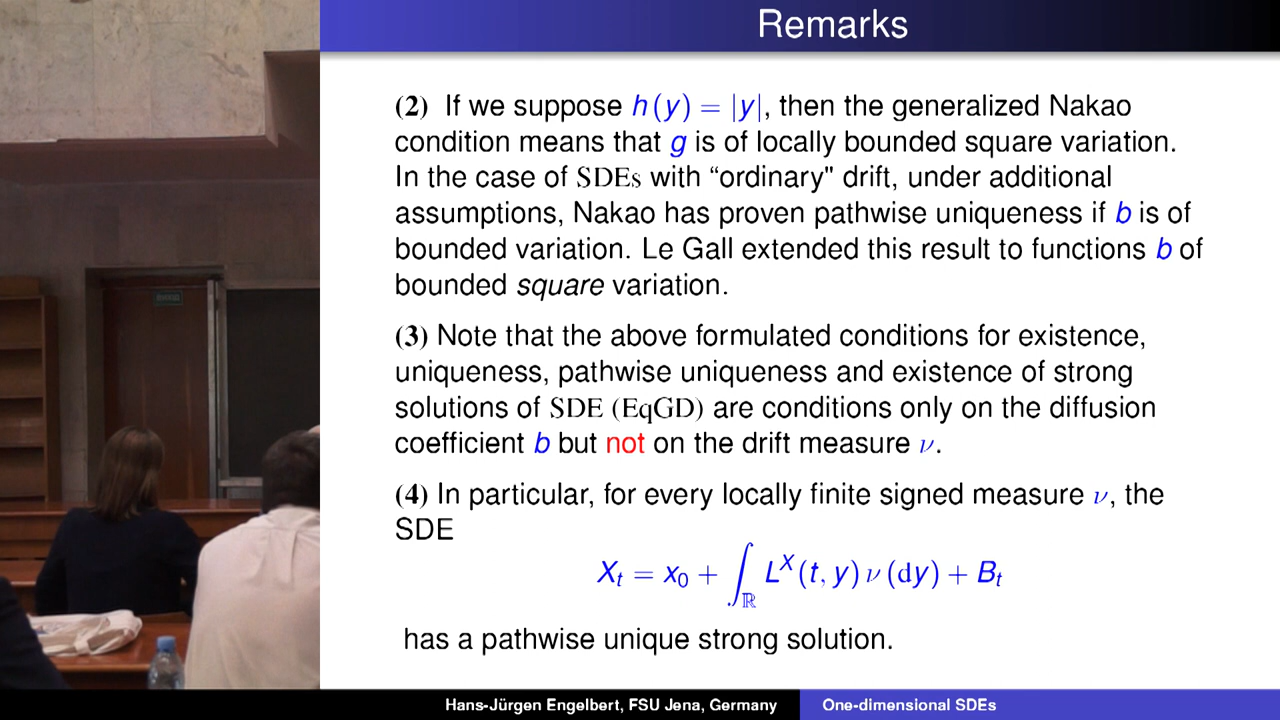 Remarks
(2) If we suppose h(y) = |y|, then the generalized Nakao
condition means that g is of locally bounded square variation.
In the case of SDEs with “ordinary" drift, under additional
assumptions, Nakao has proven pathwise uniqueness if b is of
bounded variation. Le Gall extended this result to functions b of
bounded square variation.
(3) Note that the above formulated conditions for existence,
uniqueness, pathwise uniqueness and existence of strong
solutions of SDE (EqGD) are conditions only on the diffusion
coefficient b but not on the drift measure ν.
(4) In particular, for every locally finite signed measure ν, the
SDE
X_t = x_0 + ∫_ℝ L^X(t, y) ν(dy) + B_t
has a pathwise unique strong solution.
Hans-Jürgen Engelbert, FSU Jena, Germany
One-dimensional SDEs